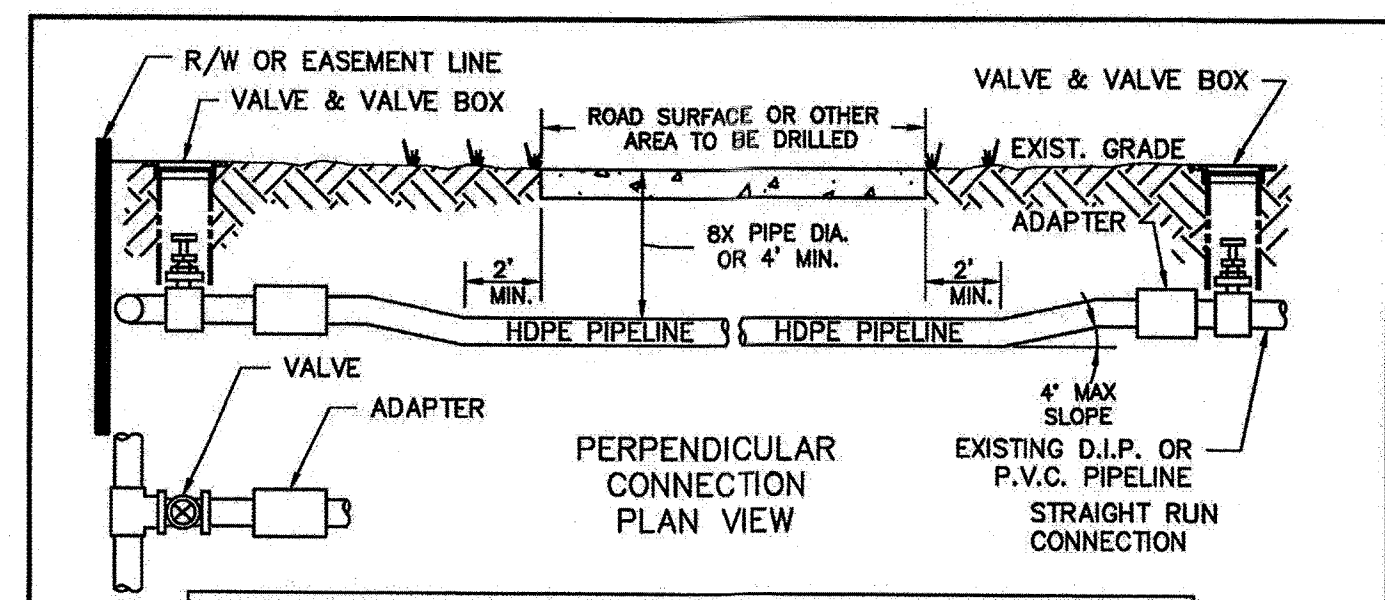 R/W OR EASEMENT LINE
VALVE & VALVE BOX
ROAD SURFACE OR OTHER
AREA TO BE DRILLED
VALVE & VALVE BOX
EXIST. GRADE
ADAPTER
8X PIPE DIA.
OR 4' MIN.
2'
MIN.
2'
MIN.
HDPE PIPELINE
HDPE PIPELINE
VALVE
ADAPTER
4° MAX
SLOPE
PERPENDICULAR
CONNECTION
PLAN VIEW
EXISTING D.I.P. OR
P.V.C. PIPELINE
STRAIGHT RUN
CONNECTION